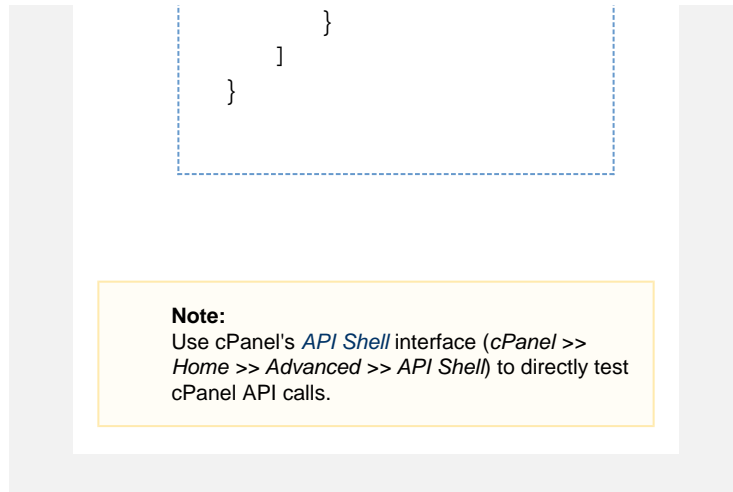 }
]
}
Note:
Use cPanel's API Shell interface (cPanel >>
Home >> Advanced >> API Shell) to directly test
cPanel API calls.